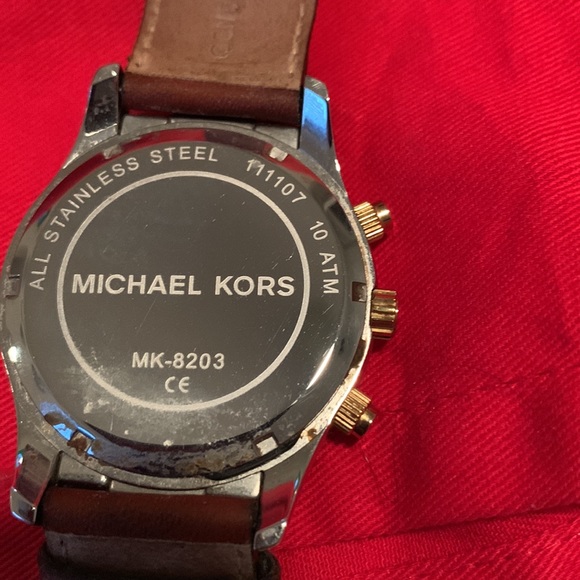 ALL STAINLESS STEEL 111107 10 ATM
MICHAEL KORS
MK-8203
CE